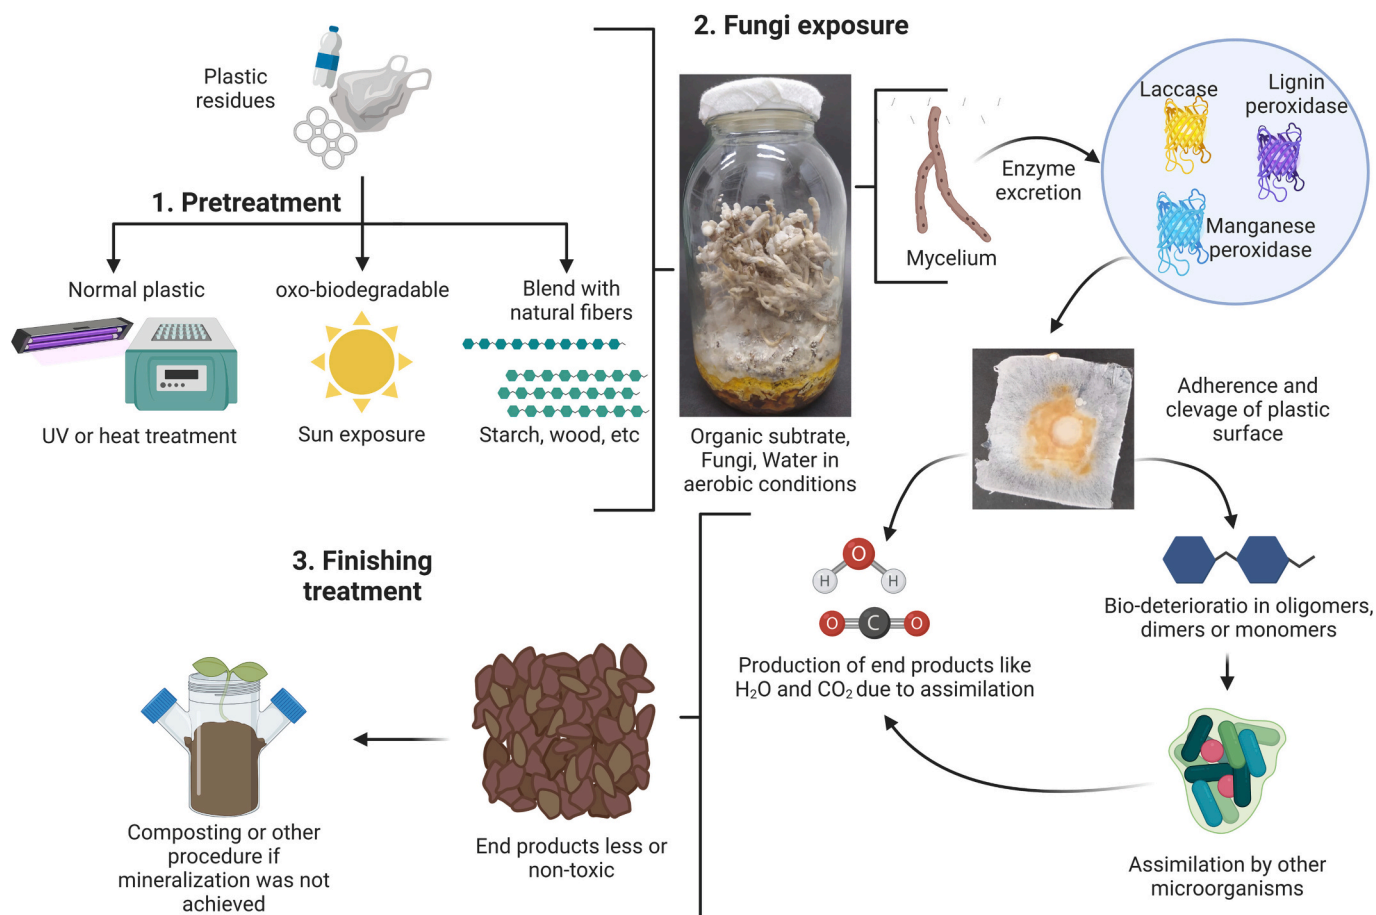 Plastic
residues
1. Pretreatment
Normal plastic
UV or heat treatment
oxo-biodegradable
Sun exposure
Blend with
natural fibers
Starch, wood, etc
2. Fungi exposure
Organic subtrate,
Fungi, Water in
aerobic conditions
Mycelium
Enzyme
excretion
Laccase
Lignin
peroxidase
Manganese
peroxidase
Adherence and
clevage of plastic
surface
O
H H
O C O
Production of end products like
H₂O and CO₂ due to assimilation
Bio-deterioratio in oligomers,
dimers or monomers
Assimilation by other
microorganisms
3. Finishing
treatment
End products less or
non-toxic
Composting or other
procedure if
mineralization was not
achieved